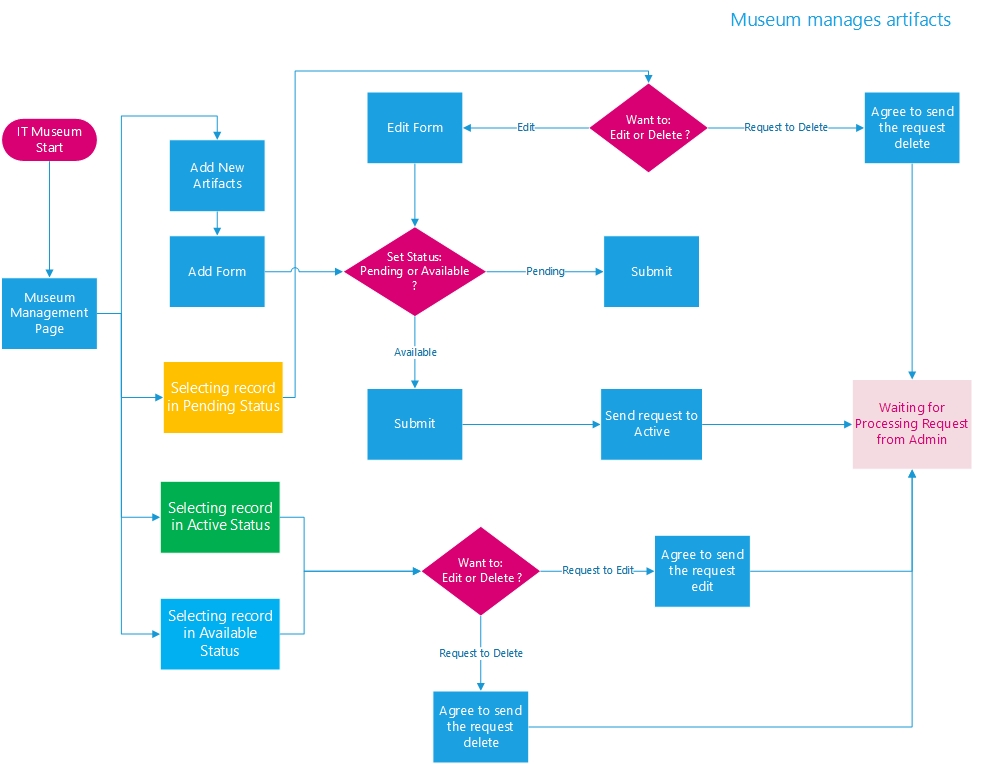 Museum manages artifacts
IT Museum
Start
Add New
Artifacts
Edit Form
Edit
Want to:
Edit or Delete ?
Request to Delete
Agree to send
the request
delete
Museum
Management
Page
Add Form
Set Status:
Pending or Available
?
Pending
Submit
Available
Selecting record
in Pending Status
Submit
Send request to
Active
Waiting for
Processing Request
from Admin
Selecting record
in Active Status
Selecting record
in Available
Status
Want to:
Edit or Delete ?
Request to Edit
Agree to send
the request
edit
Request to Delete
Agree to send
the request
delete